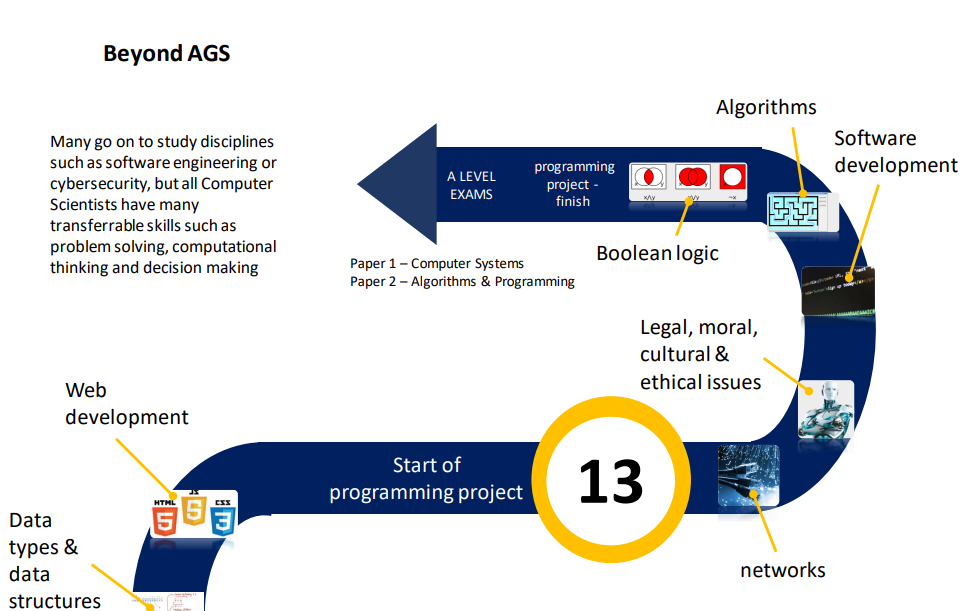 Beyond AGS
Many go on to study disciplines
such as software engineering or
cybersecurity, but all Computer
Scientists have many
transferrable skills such as
problem solving, computational
thinking and decision making
A LEVEL
EXAMS
programming
project -
finish
x/\y
x\/y
¬x
Paper 1 – Computer Systems
Paper 2 – Algorithms & Programming
Boolean logic
Algorithms
Software
development
Legal, moral,
cultural &
ethical issues
Web
development
Start of
programming project
13
networks
HTML
5
JS
5
CSS
3
Data
types &
data
structures